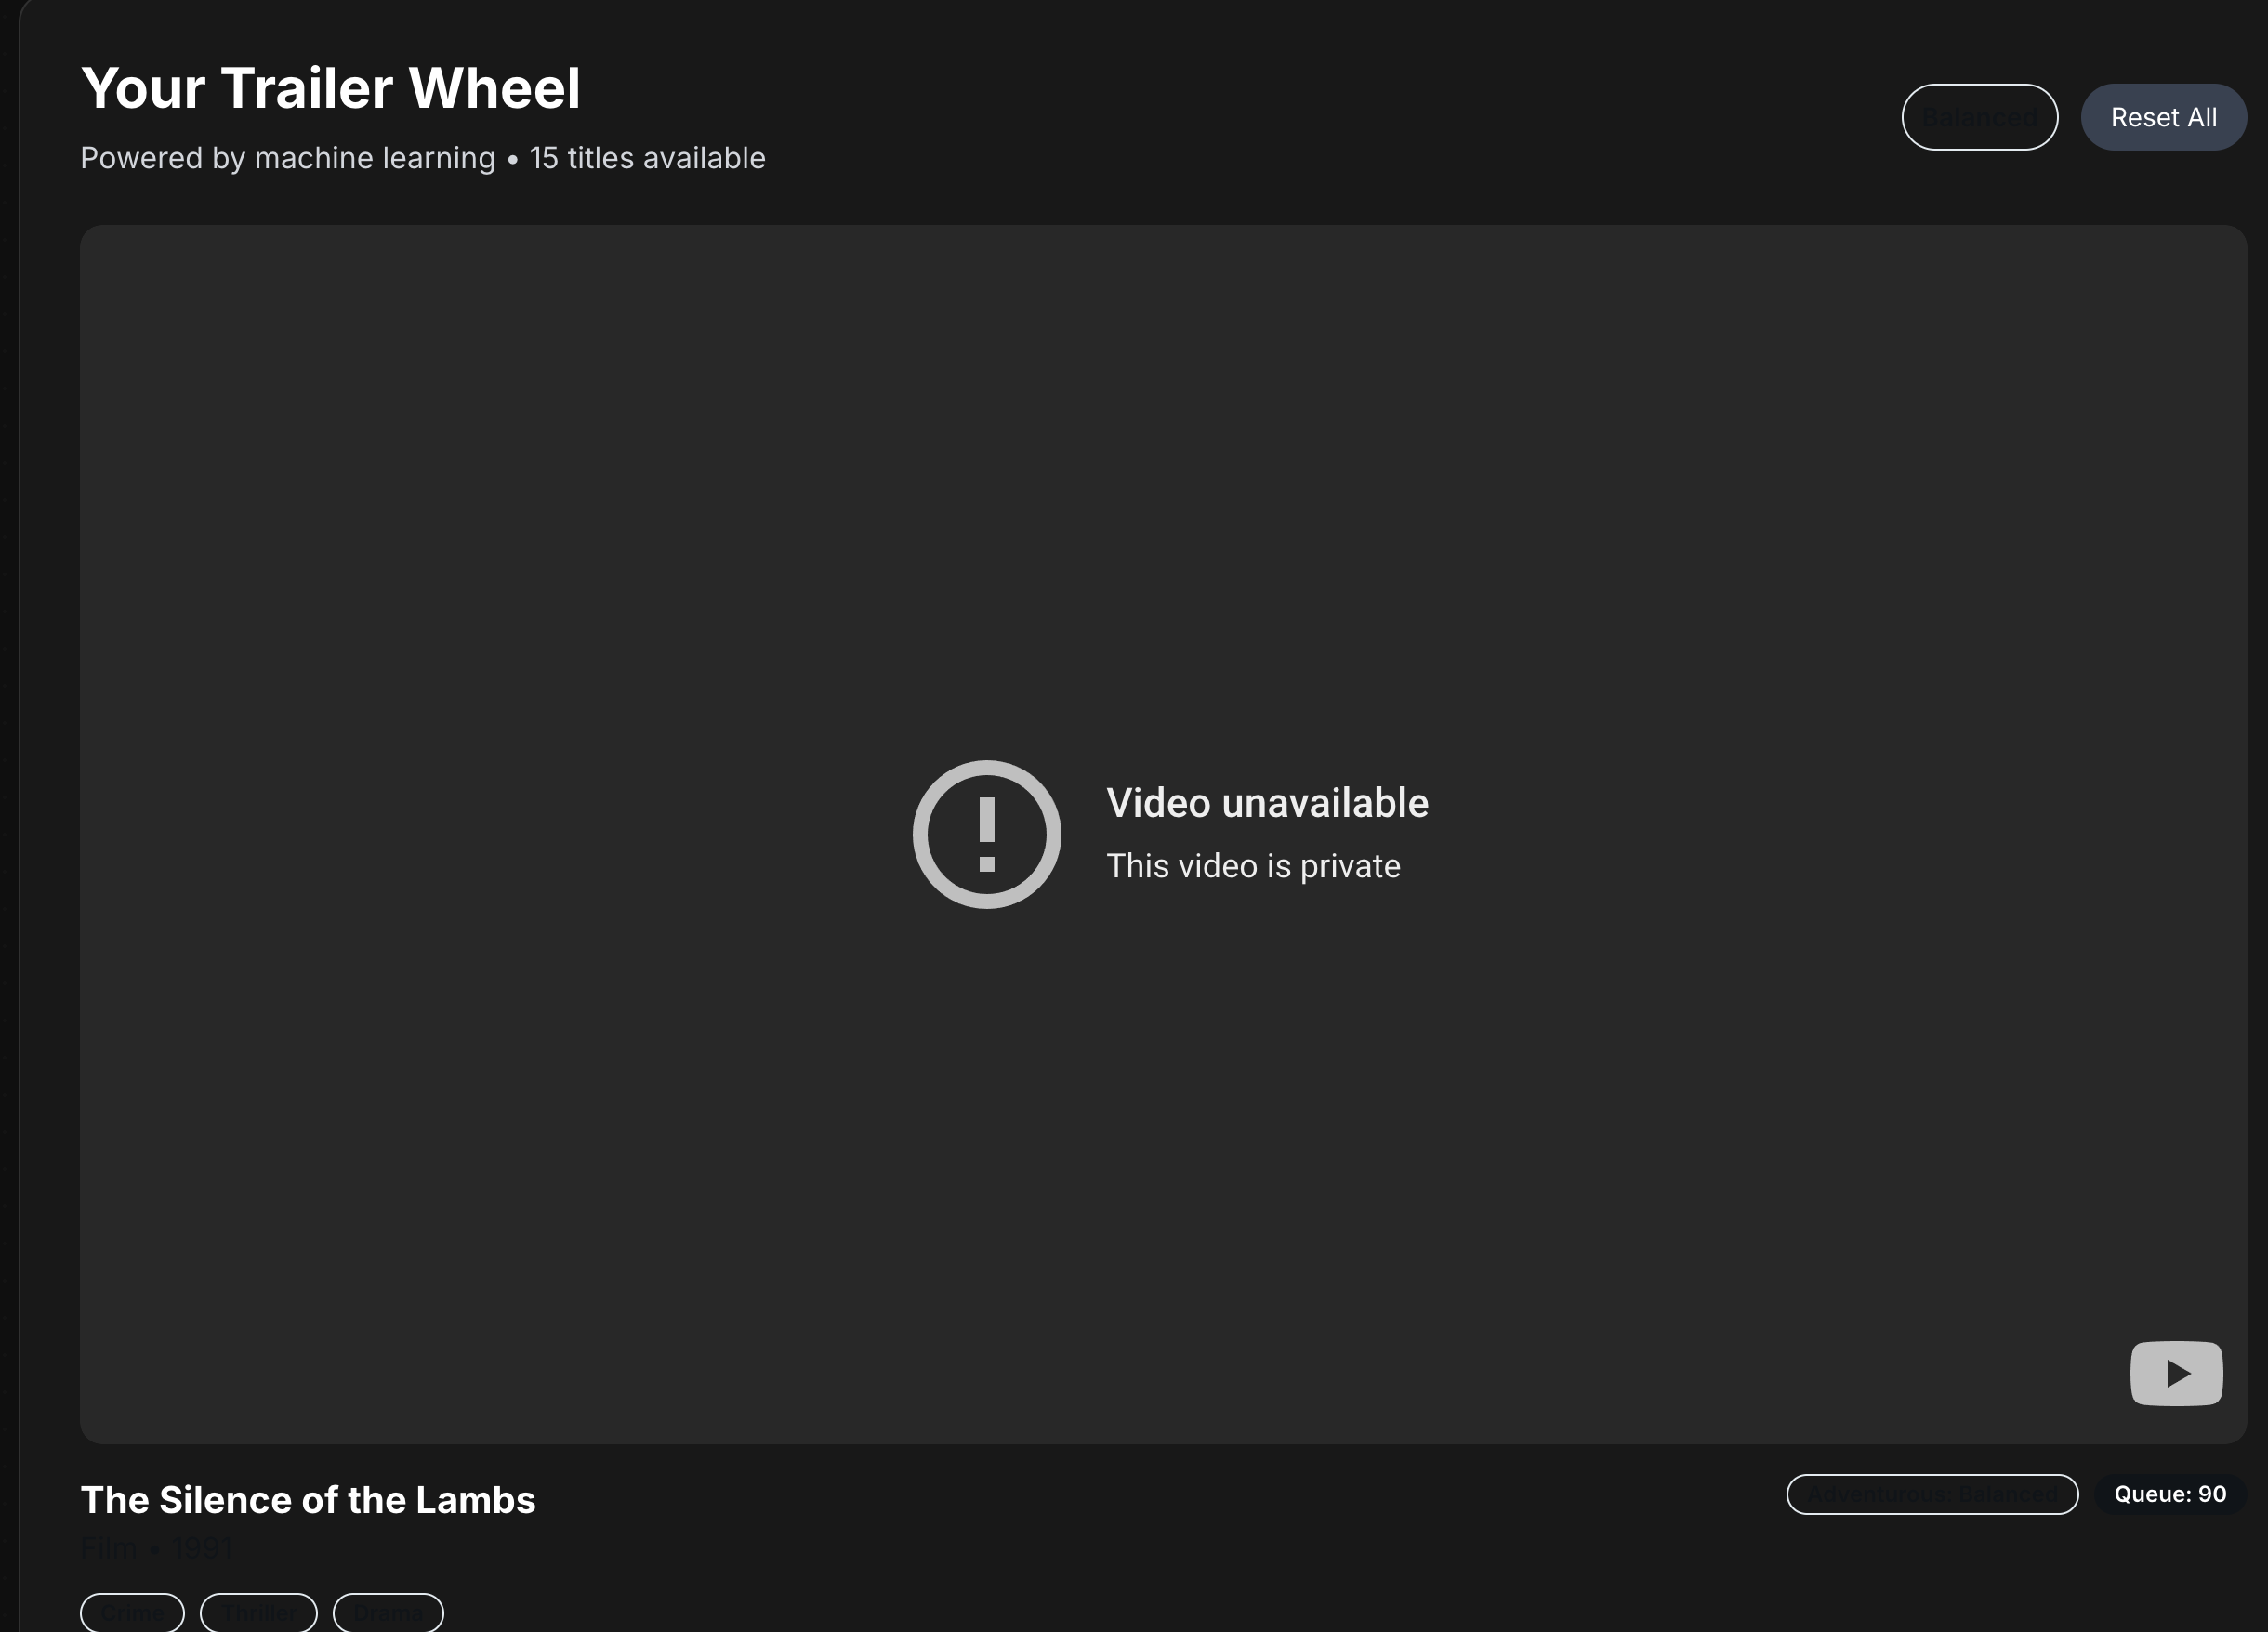 Your Trailer Wheel
Powered by machine learning • 15 titles available
Balanced
Reset All
Video unavailable
This video is private
The Silence of the Lambs
Adventurous: Balanced
Queue: 90
Film • 1991
Crime
Thriller
Drama